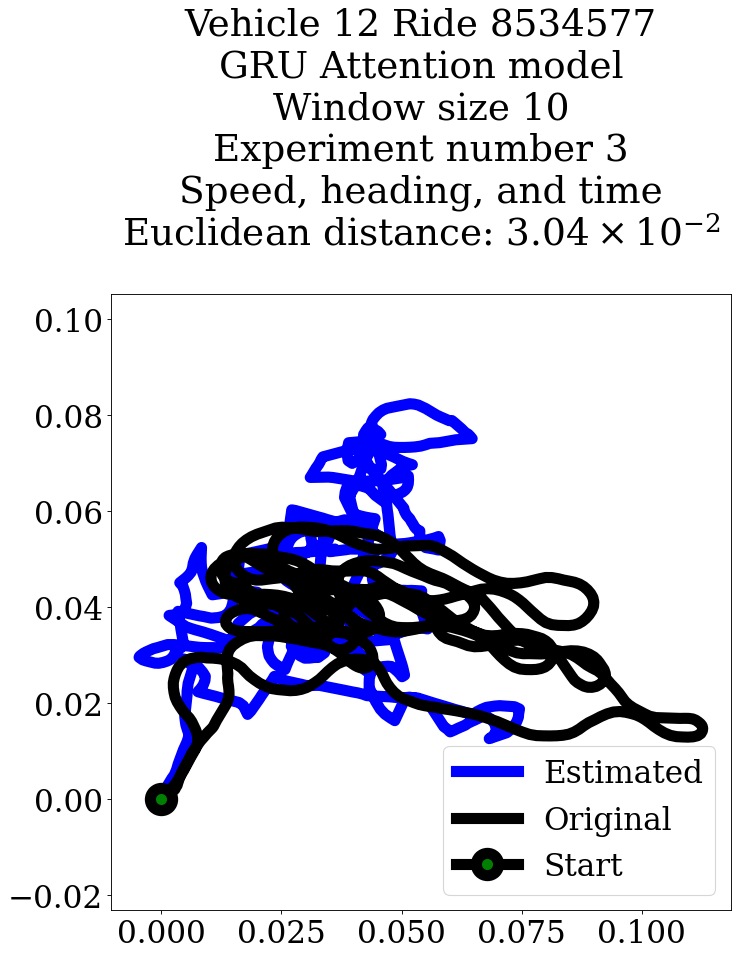 Vehicle 12 Ride 8534577
GRU Attention model
Window size 10
Experiment number 3
Speed, heading, and time
Euclidean distance: 3.04 × 10⁻²
0.10
0.08
0.06
0.04
0.02
0.00
−0.02
0.000 0.025 0.050 0.075 0.100
Estimated
Original
Start